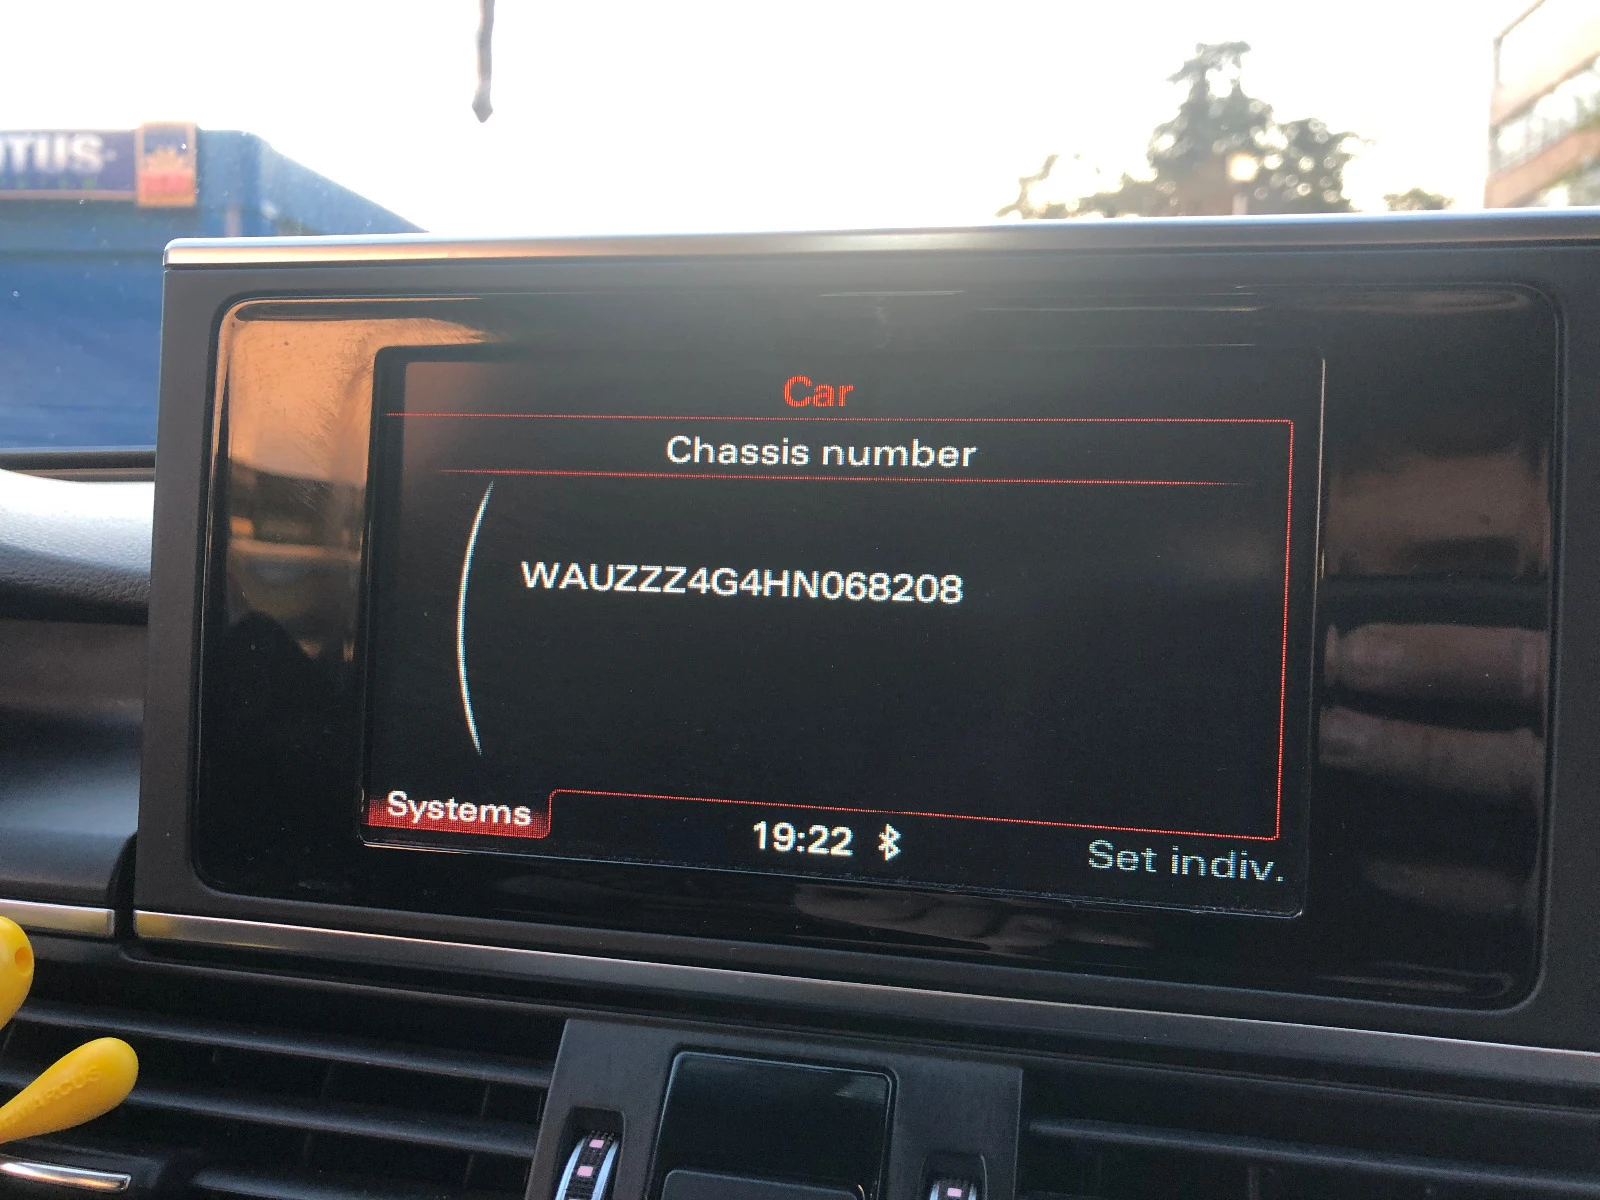 Car
Chassis number
WAUZZZ4G4HN068208
Systems
19:22
Set indiv.